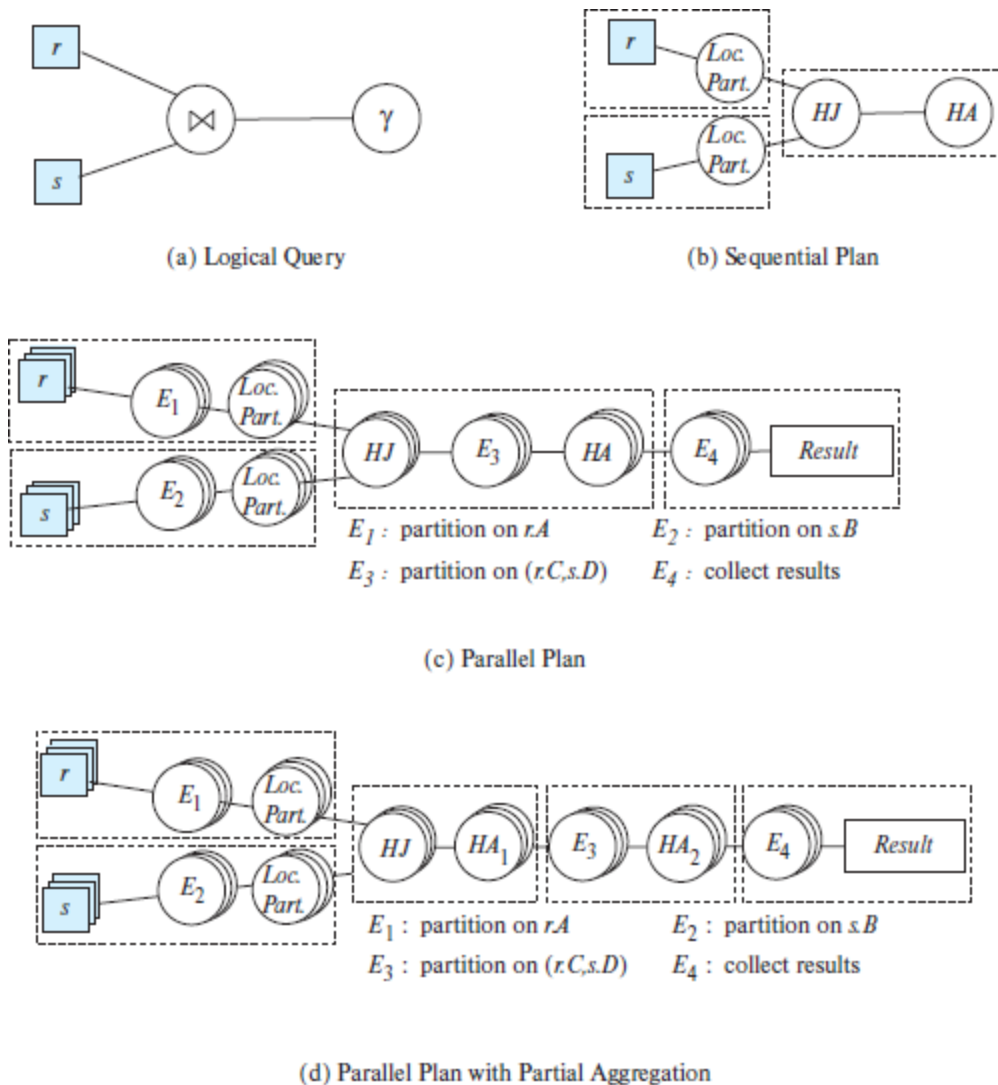 r
s
⋈
γ
(a) Logical Query
r
Loc.
Part.
s
Loc.
Part.
HJ
HA
(b) Sequential Plan
r
E1
Loc.
Part.
s
E2
Loc.
Part.
HJ
E3
HA
E4
Result
E1 : partition on r.A
E2 : partition on s.B
E3 : partition on (r.C,s.D)
E4 : collect results
(c) Parallel Plan
r
E1
Loc.
Part.
s
E2
Loc.
Part.
HJ
HA1
E3
HA2
E4
Result
E1 : partition on r.A
E2 : partition on s.B
E3 : partition on (r.C,s.D)
E4 : collect results
(d) Parallel Plan with Partial Aggregation